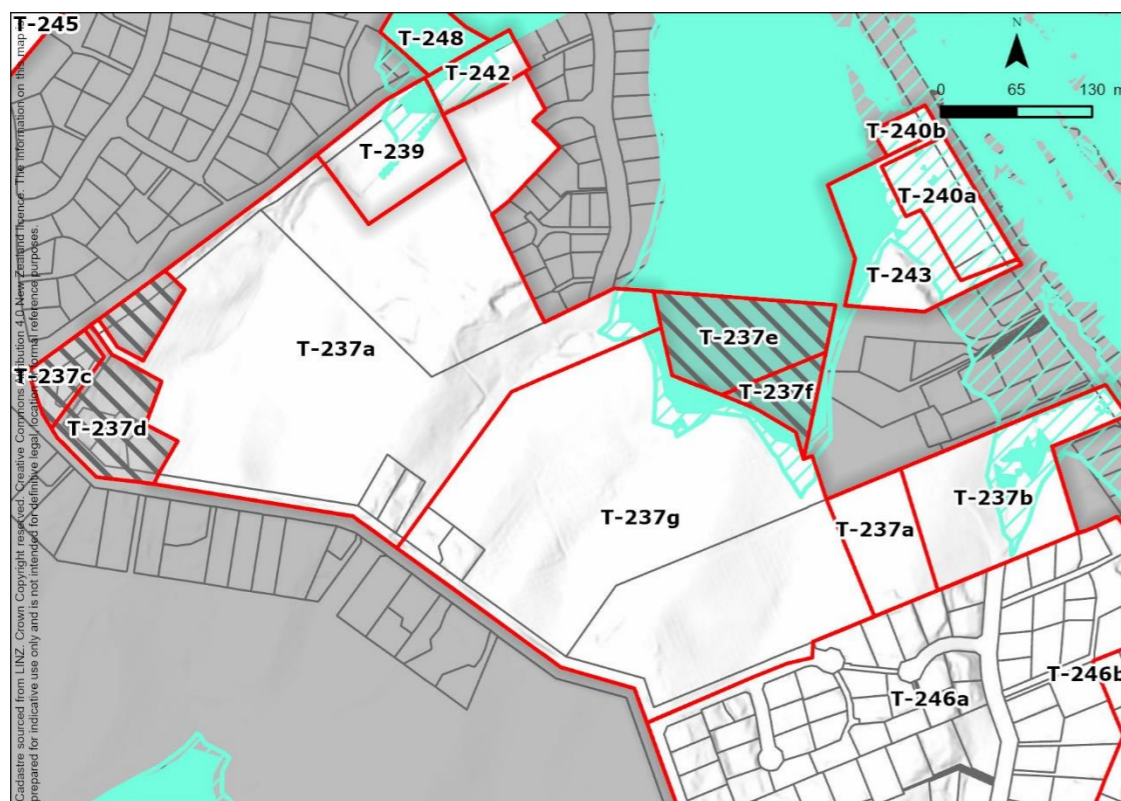 T-245
T-248
N
T-242
0 65 130 m
T-240b
T-239
T-240a
T-243
T-237a
T-237e
T-237c
T-237f
T-237d
T-237b
T-237g
T-237a
T-246b
T-246a
Cadastre sourced from LINZ. Crown Copyright reserved. Creative Commons Attribution 4.0 New Zealand licence. The information on this map is
prepared for indicative use only and is not intended for definitive legal, location or formal reference purposes.